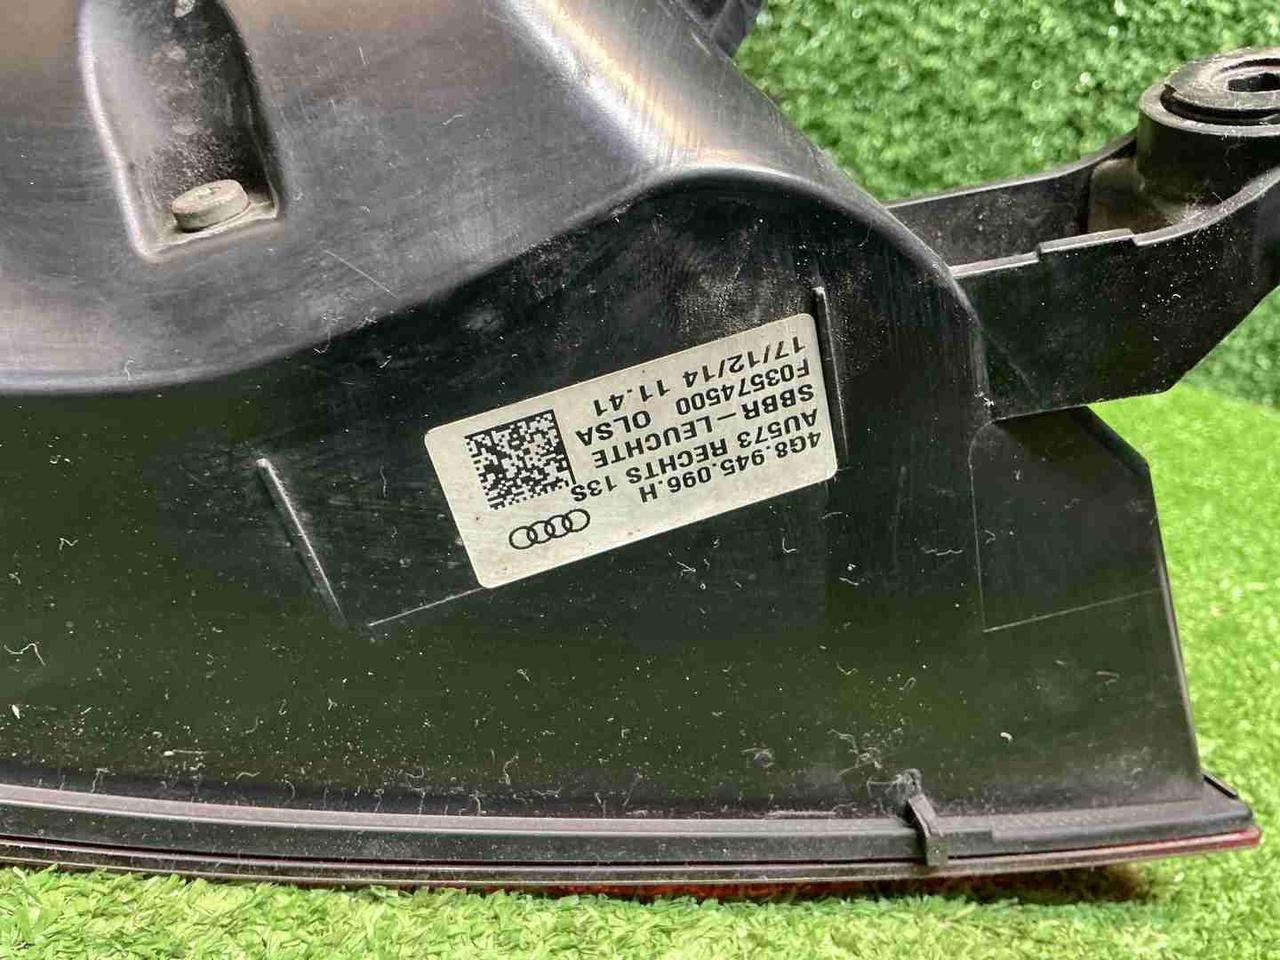 4G8.945.096.H
AU573 RECHTS 13S
SBBR-LEUCHTE
F03574500 OLSA
17/12/14 11.41